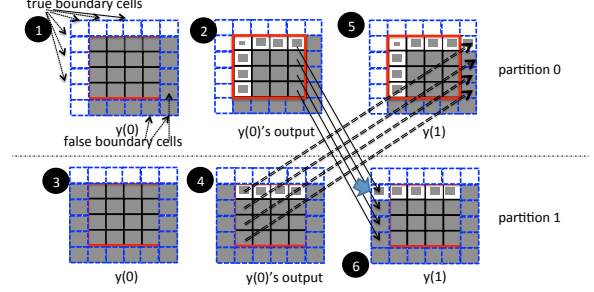 true boundary cells
1
2
5
partition 0
false boundary cells
y(0)
y(0)'s output
y(1)
3
4
partition 1
6
y(0)
y(0)'s output
y(1)